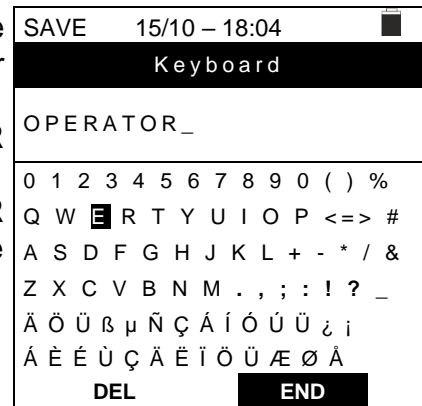 SAVE 15/10 – 18:04
Keyboard
OPERATOR_
0 1 2 3 4 5 6 7 8 9 0 ( ) %
Q W E R T Y U I O P < = > #
A S D F G H J K L + - * / &
Z X C V B N M . , ; : ! ? _
Ä Ö Ü ß µ Ñ Ç Á Í Ó Ú Ü ¿ ¡
Á È É Ù Ç Ä Ë Ï Ö Ü Æ Ø Å
DEL END